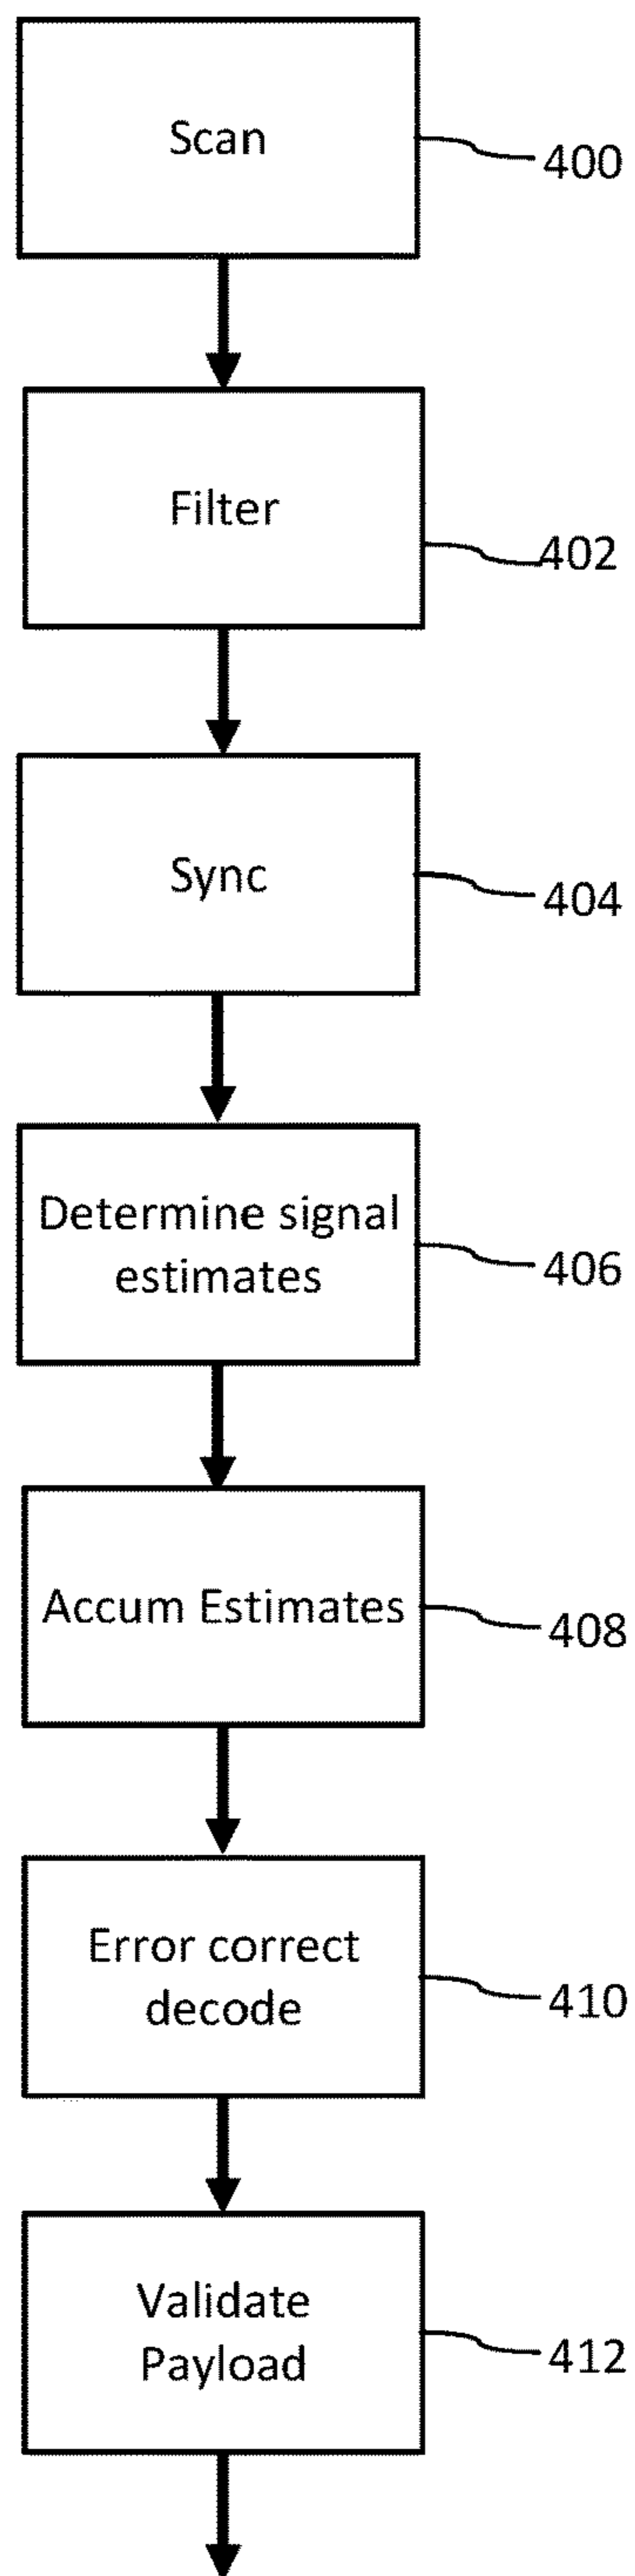 Scan
400
Filter
402
Sync
404
Determine signal
estimates
406
Accum Estimates
408
Error correct
decode
410
Validate
Payload
412